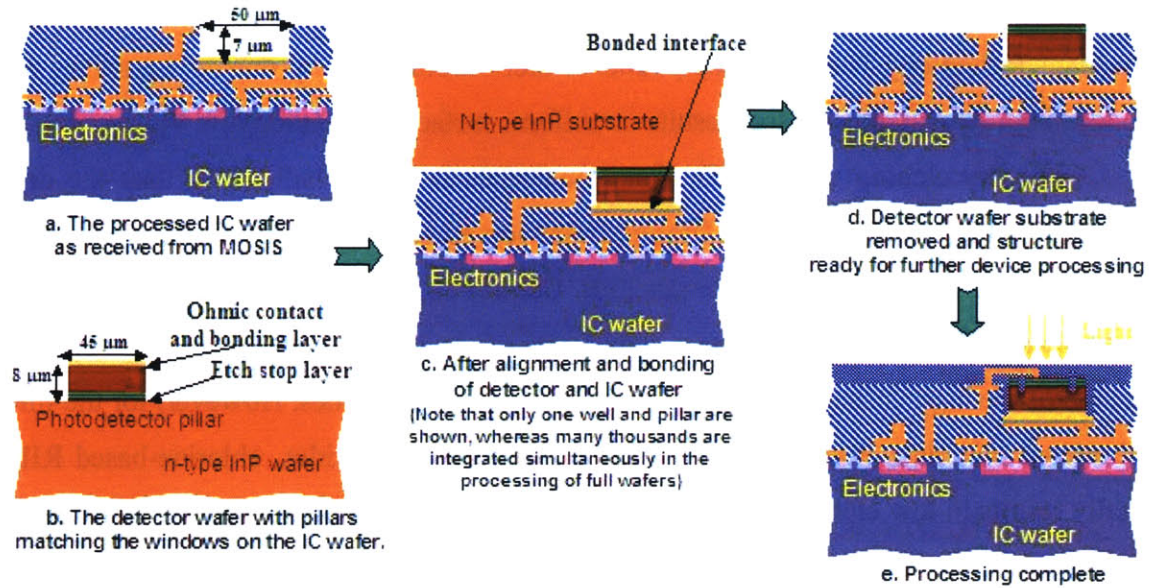 50 µm
7 µm
Electronics
IC wafer
a. The processed IC wafer
as received from MOSIS
Ohmic contact
and bonding layer
45 µm
8 µm
Etch stop layer
Photodetector pillar
n-type InP wafer
b. The detector wafer with pillars
matching the windows on the IC wafer.
Bonded interface
N-type InP substrate
Electronics
IC wafer
c. After alignment and bonding
of detector and IC wafer
(Note that only one well and pillar are
shown, whereas many thousands are
integrated simultaneously in the
processing of full wafers)
Electronics
IC wafer
d. Detector wafer substrate
removed and structure
ready for further device processing
Light
Electronics
IC wafer
e. Processing complete